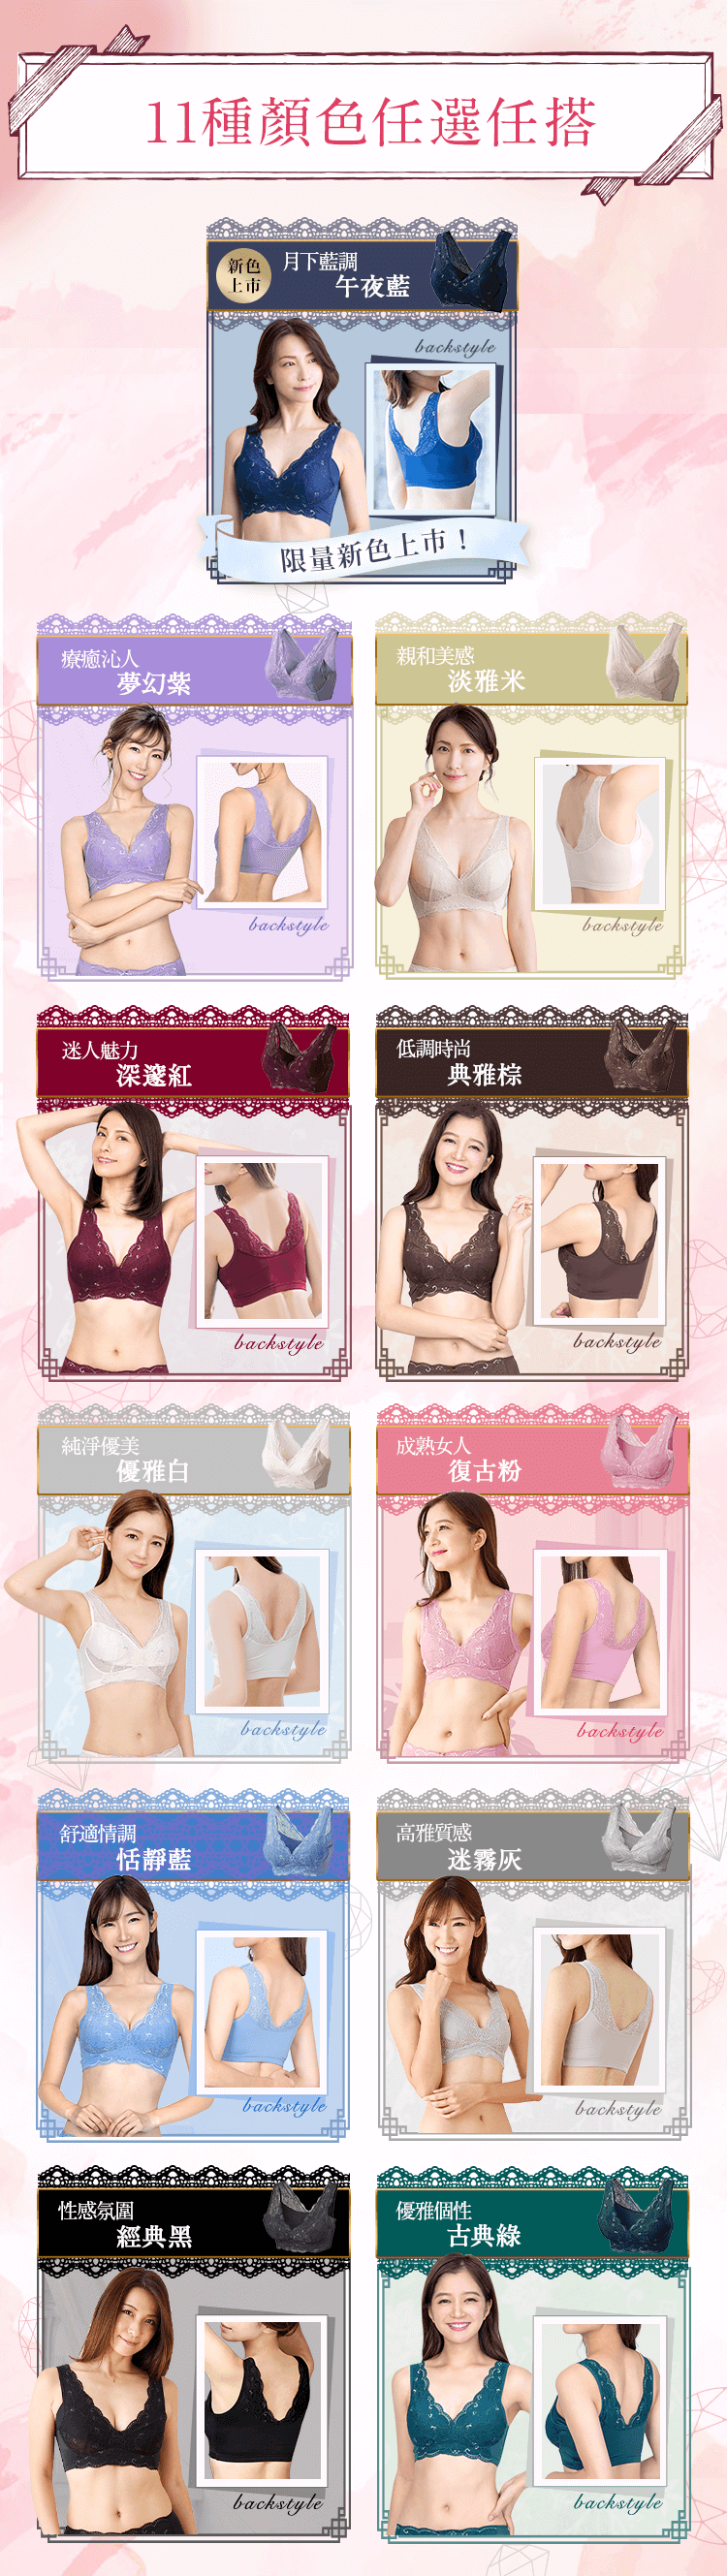 11種顏色任選任搭
新色
上市
月下藍調
午夜藍
backstyle
限量新色上市！
療癒沁人
夢幻紫
backstyle
親和美感
淡雅米
backstyle
迷人魅力
深邃紅
backstyle
低調時尚
典雅棕
backstyle
純淨優美
優雅白
backstyle
成熟女人
復古粉
backstyle
舒適情調
恬靜藍
backstyle
高雅質感
迷霧灰
backstyle
性感氛圍
經典黑
backstyle
優雅個性
古典綠
backstyle